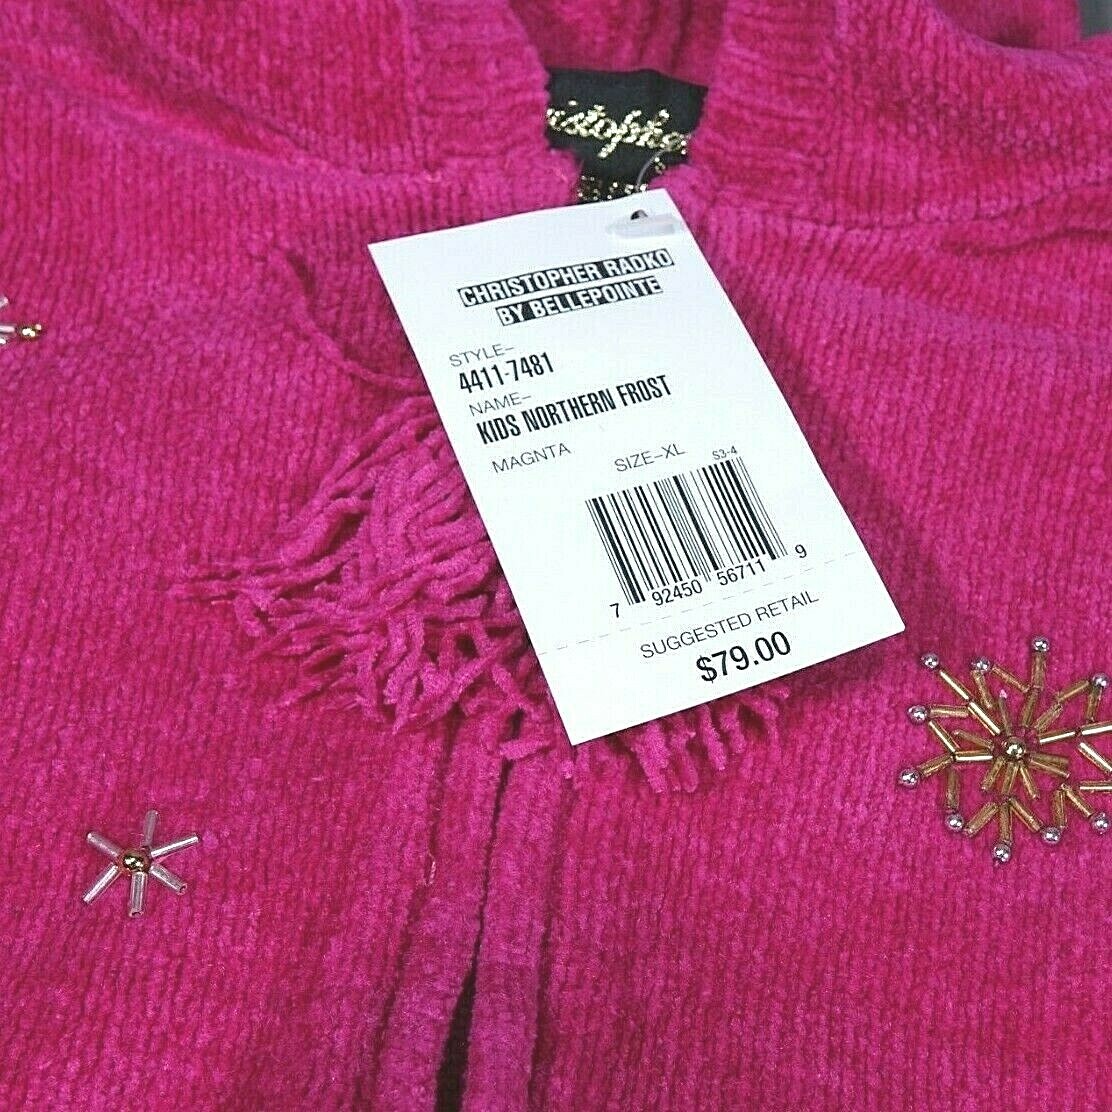 CHRISTOPHER RADKO
BY BELLEPOINTE
STYLE–
4411-7481
NAME–
KIDS NORTHERN FROST
MAGNTA SIZE–XL S3-4
7 92450 56711 9
SUGGESTED RETAIL
$79.00